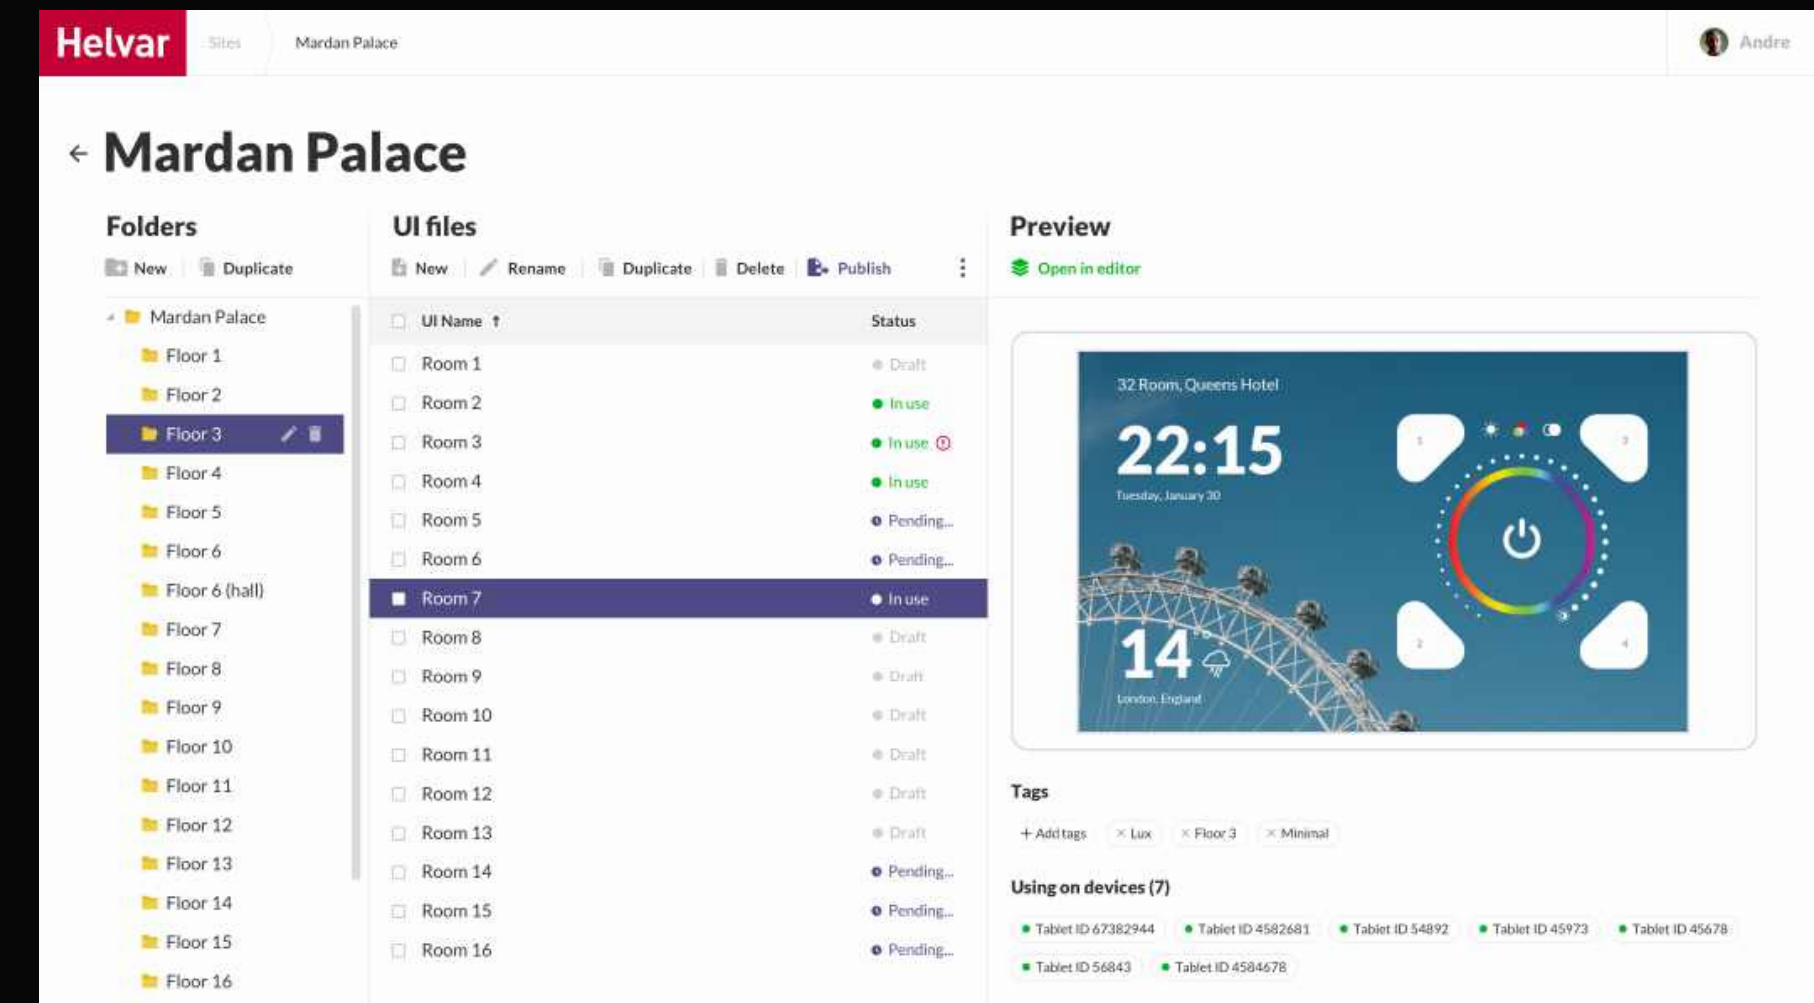 Helvar
Sites
Mardan Palace
Andre
← Mardan Palace
Folders
New
Duplicate
Mardan Palace
Floor 1
Floor 2
Floor 3
Floor 4
Floor 5
Floor 6
Floor 6 (hall)
Floor 7
Floor 8
Floor 9
Floor 10
Floor 11
Floor 12
Floor 13
Floor 14
Floor 15
Floor 16
UI files
New
Rename
Duplicate
Delete
Publish
UI Name ↑ Status
Room 1 Draft
Room 2 In use
Room 3 In use
Room 4 In use
Room 5 Pending...
Room 6 Pending...
Room 7 In use
Room 8 Draft
Room 9 Draft
Room 10 Draft
Room 11 Draft
Room 12 Draft
Room 13 Draft
Room 14 Pending...
Room 15 Pending...
Room 16 Pending...
Preview
Open in editor
32 Room, Queens Hotel
22:15
Tuesday, January 30
1
3
2
4
14°
London, England
Tags
+ Add tags
× Lux
× Floor 3
× Minimal
Using on devices (7)
Tablet ID 67382944
Tablet ID 4582681
Tablet ID 54892
Tablet ID 45973
Tablet ID 45678
Tablet ID 56843
Tablet ID 4584678